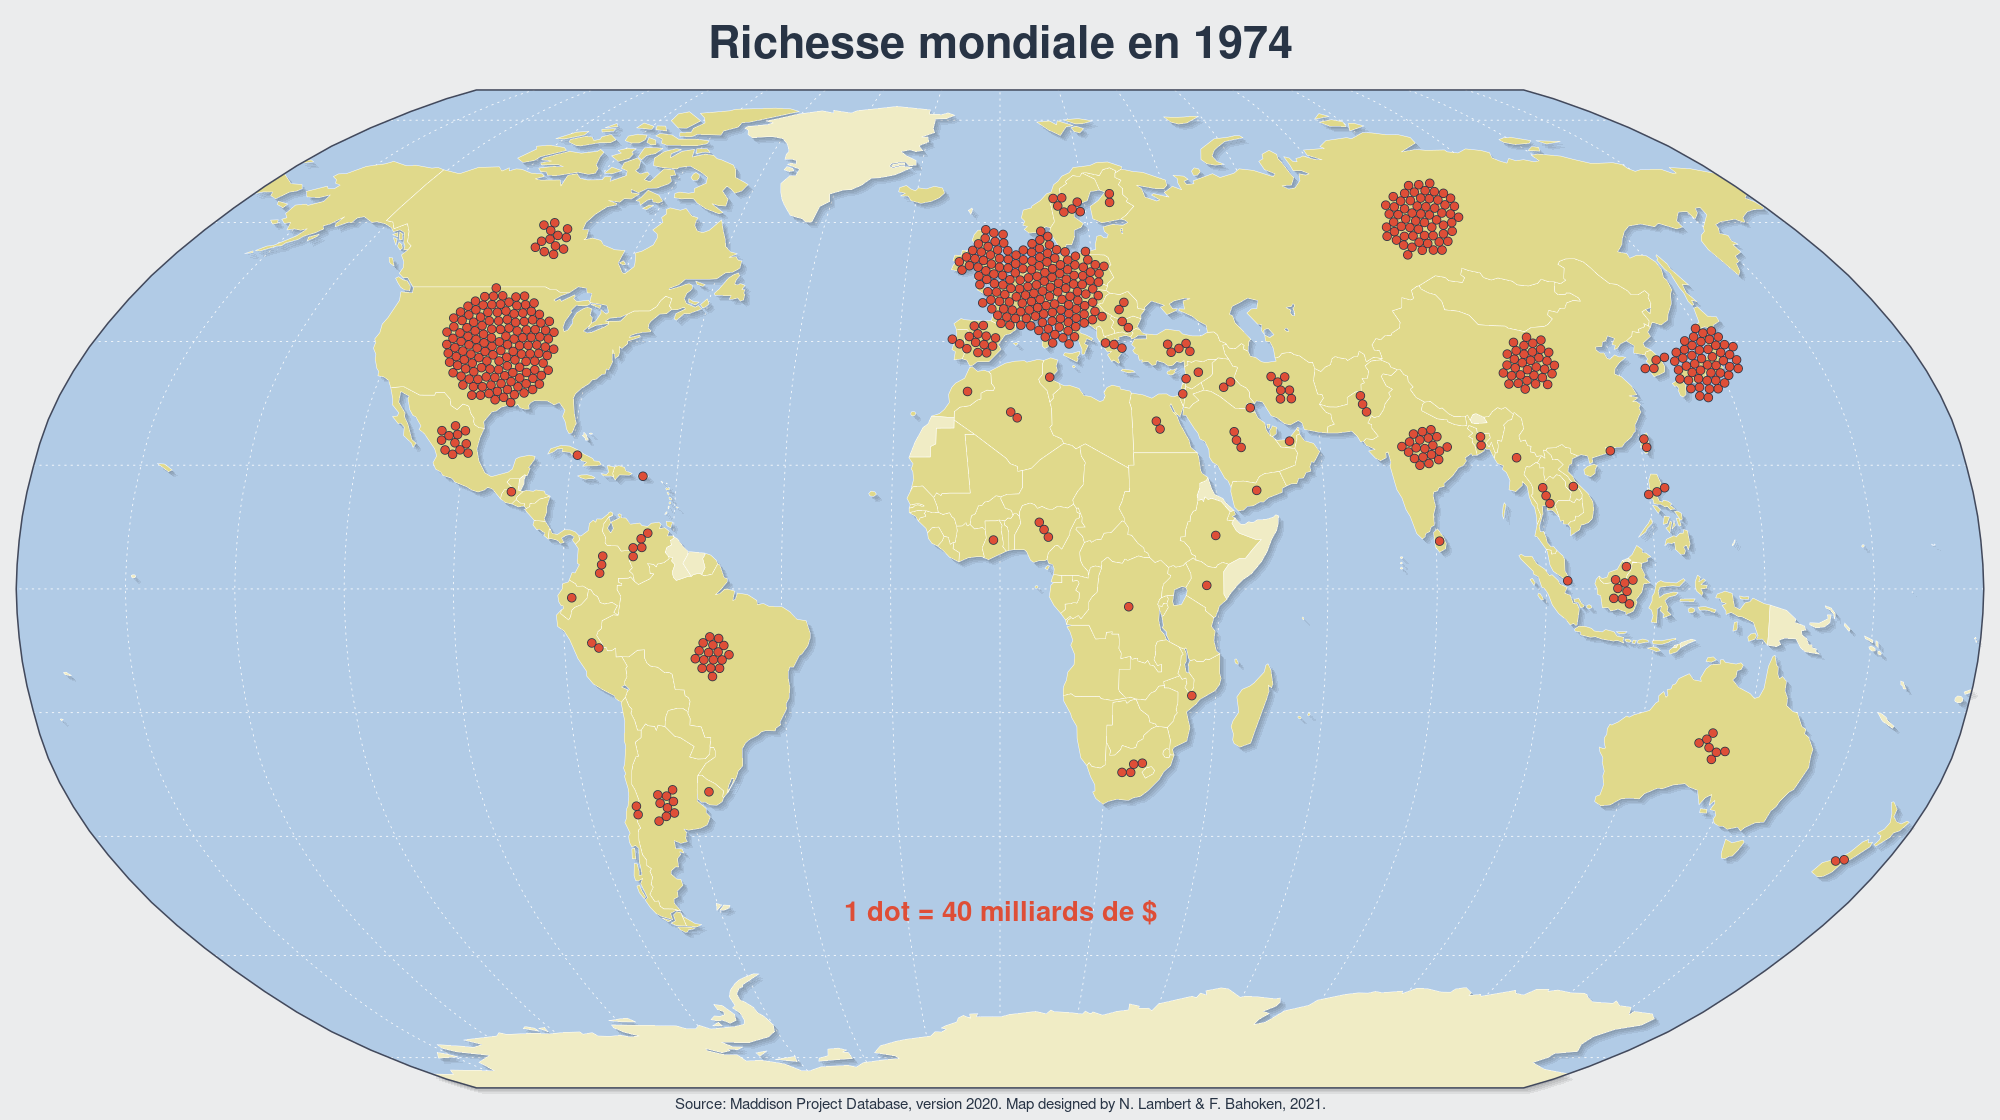 Richesse mondiale en 1974
1 dot = 40 milliards de $
Source: Maddison Project Database, version 2020. Map designed by N. Lambert & F. Bahoken, 2021.